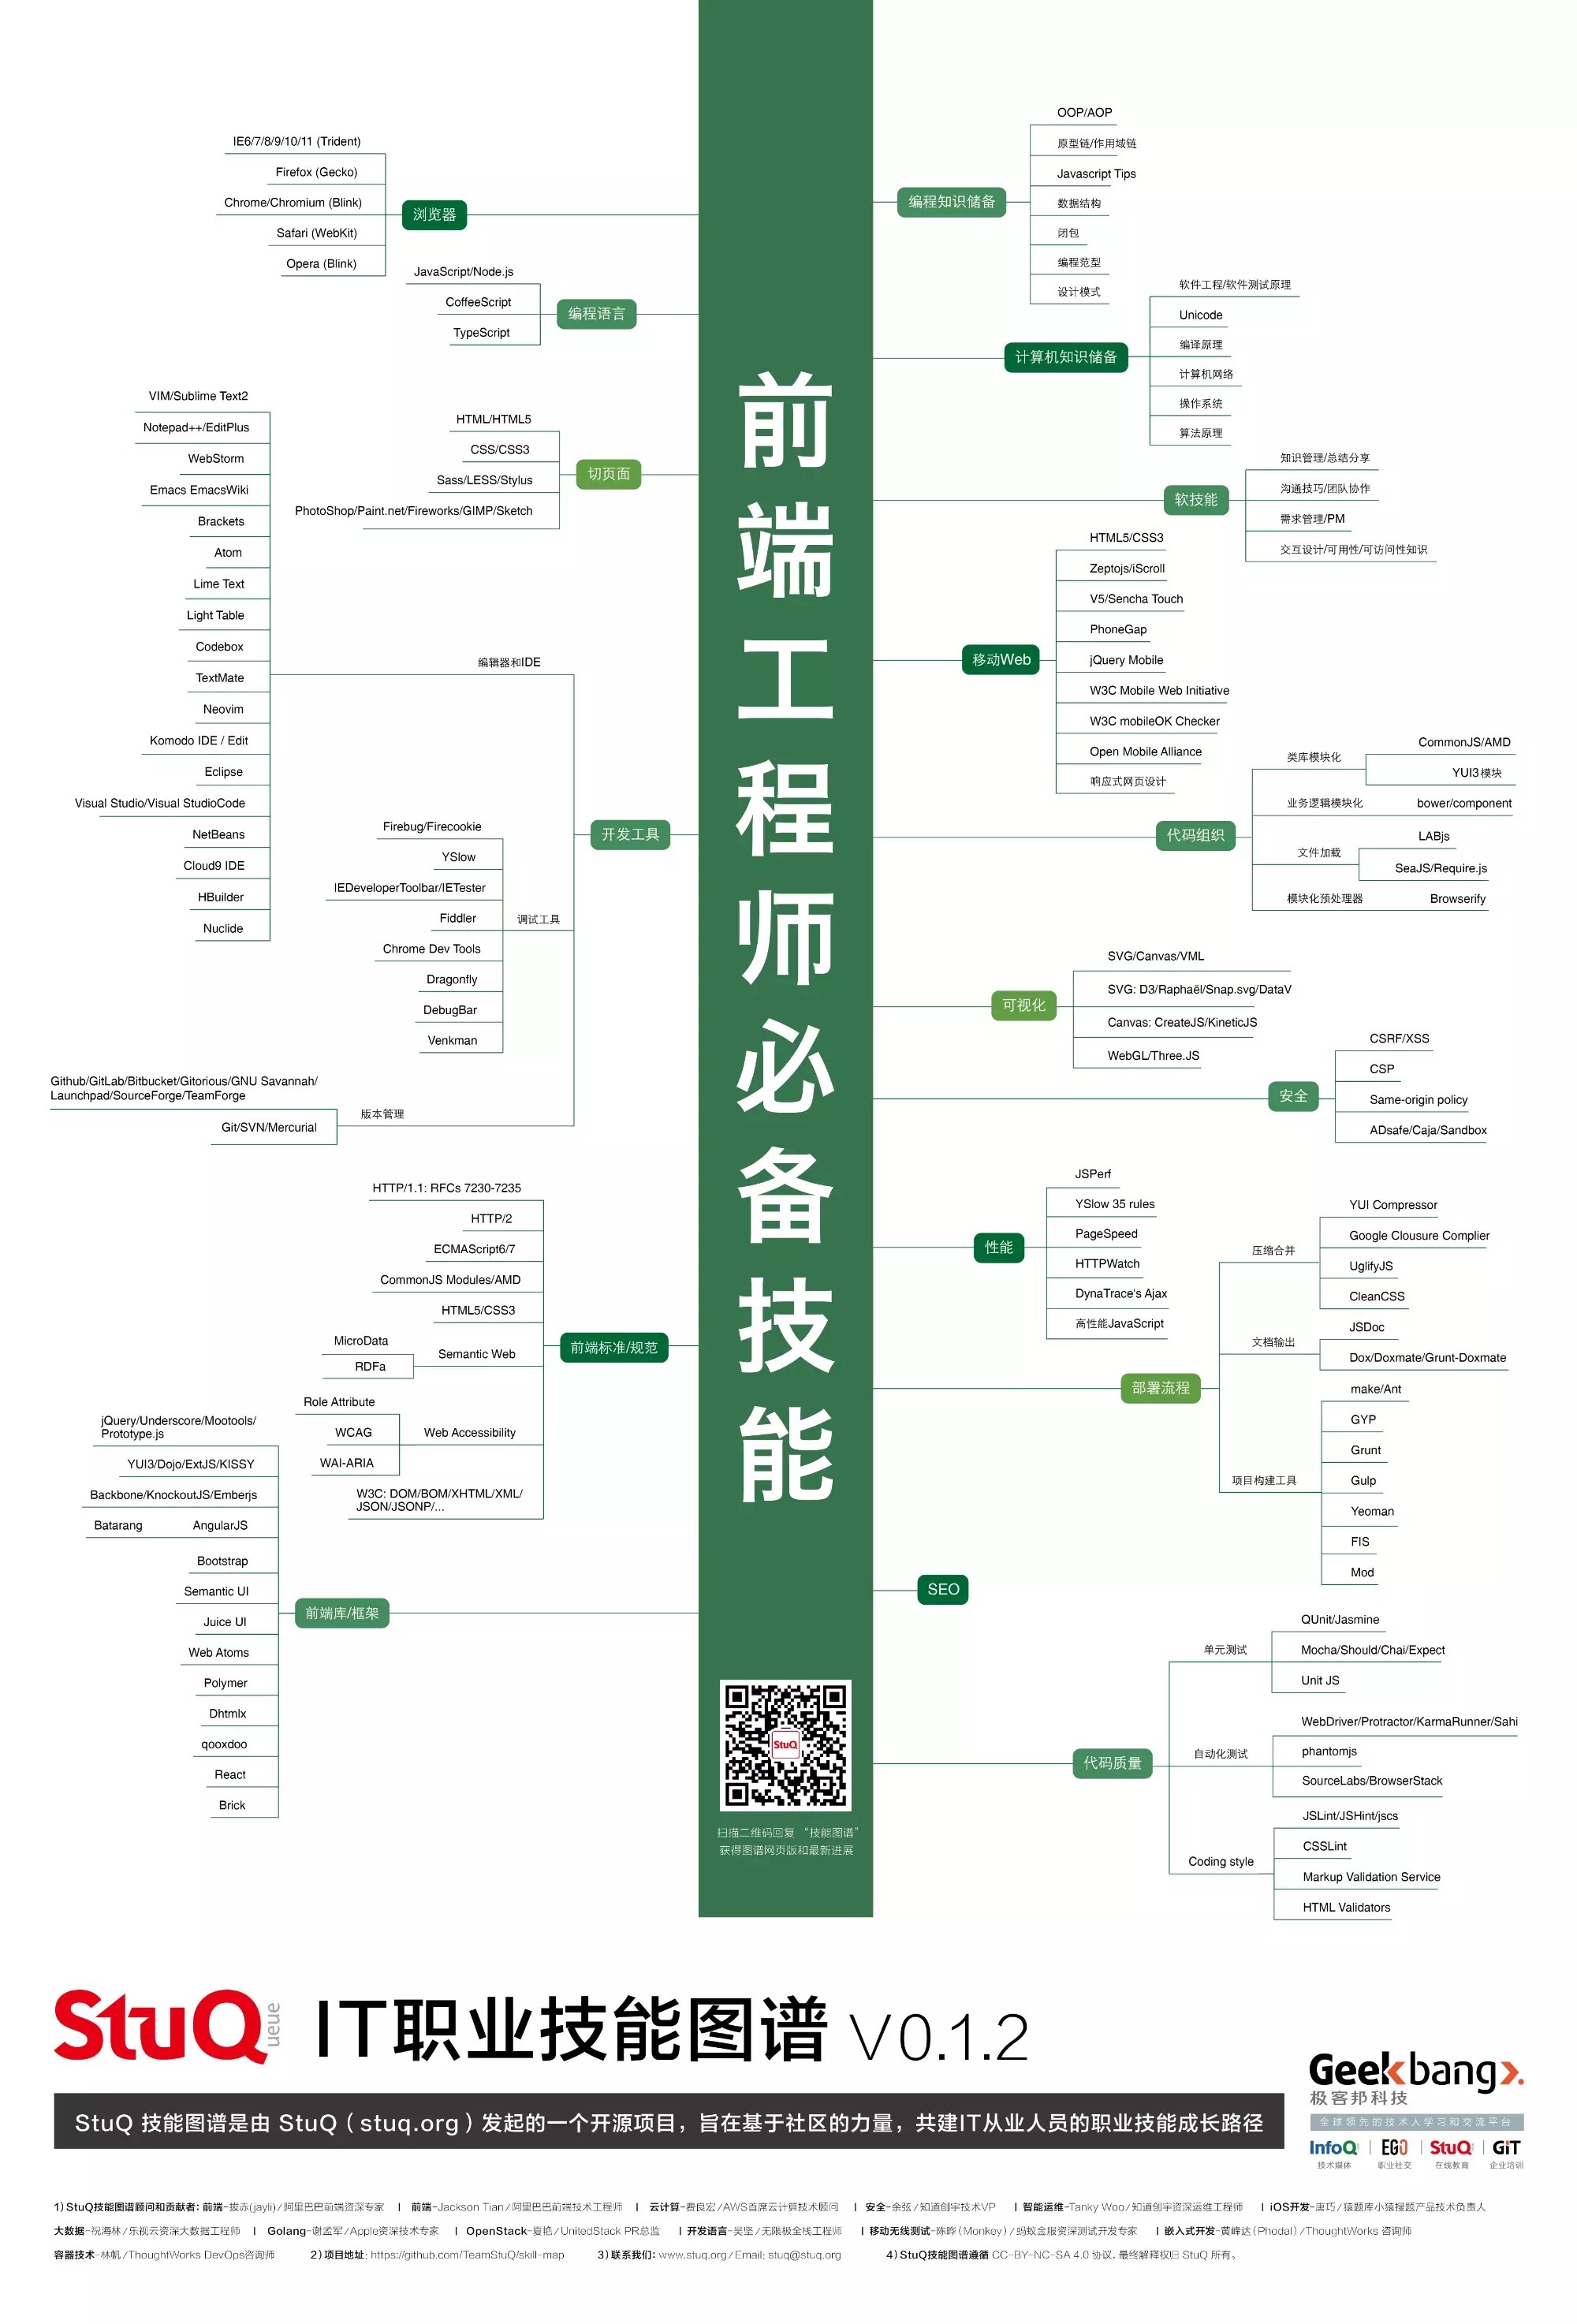 IE6/7/8/9/10/11 (Trident)
Firefox (Gecko)
Chrome/Chromium (Blink)
Safari (WebKit)
Opera (Blink)
浏览器
JavaScript/Node.js
CoffeeScript
TypeScript
编程语言
HTML/HTML5
CSS/CSS3
Sass/LESS/Stylus
PhotoShop/Paint.net/Fireworks/GIMP/Sketch
切页面
VIM/Sublime Text2
Notepad++/EditPlus
WebStorm
Emacs EmacsWiki
Brackets
Atom
Lime Text
Light Table
Codebox
TextMate
Neovim
Komodo IDE / Edit
Eclipse
Visual Studio/Visual StudioCode
NetBeans
Cloud9 IDE
HBuilder
Nuclide
编辑器和IDE
Firebug/Firecookie
YSlow
IEDeveloperToolbar/IETester
Fiddler
Chrome Dev Tools
Dragonfly
DebugBar
Venkman
调试工具
开发工具
Github/GitLab/Bitbucket/Gitorious/GNU Savannah/
Launchpad/SourceForge/TeamForge
Git/SVN/Mercurial
版本管理
HTTP/1.1: RFCs 7230-7235
HTTP/2
ECMAScript6/7
CommonJS Modules/AMD
HTML5/CSS3
MicroData
RDFa
Semantic Web
Role Attribute
WCAG
WAI-ARIA
Web Accessibility
W3C: DOM/BOM/XHTML/XML/
JSON/JSONP/...
前端标准/规范
jQuery/Underscore/Mootools/
Prototype.js
YUI3/Dojo/ExtJS/KISSY
Backbone/KnockoutJS/Emberjs
Batarang AngularJS
Bootstrap
Semantic UI
Juice UI
Web Atoms
Polymer
Dhtmlx
qooxdoo
React
Brick
前端库/框架
前端工程师必备技能
StuQ
扫描二维码回复 “技能图谱”
获得图谱网页版和最新进展
编程知识储备
OOP/AOP
原型链/作用域链
Javascript Tips
数据结构
闭包
编程范型
设计模式
计算机知识储备
软件工程/软件测试原理
Unicode
编译原理
计算机网络
操作系统
算法原理
软技能
知识管理/总结分享
沟通技巧/团队协作
需求管理/PM
交互设计/可用性/可访问性知识
移动Web
HTML5/CSS3
Zeptojs/iScroll
V5/Sencha Touch
PhoneGap
jQuery Mobile
W3C Mobile Web Initiative
W3C mobileOK Checker
Open Mobile Alliance
响应式网页设计
代码组织
类库模块化
CommonJS/AMD
YUI3模块
业务逻辑模块化 bower/component
文件加载
LABjs
SeaJS/Require.js
模块化预处理器 Browserify
可视化
SVG/Canvas/VML
SVG: D3/Raphaël/Snap.svg/DataV
Canvas: CreateJS/KineticJS
WebGL/Three.JS
安全
CSRF/XSS
CSP
Same-origin policy
ADsafe/Caja/Sandbox
性能
JSPerf
YSlow 35 rules
PageSpeed
HTTPWatch
DynaTrace's Ajax
高性能JavaScript
部署流程
压缩合并
YUI Compressor
Google Clousure Complier
UglifyJS
CleanCSS
文档输出
JSDoc
Dox/Doxmate/Grunt-Doxmate
项目构建工具
make/Ant
GYP
Grunt
Gulp
Yeoman
FIS
Mod
SEO
代码质量
单元测试
QUnit/Jasmine
Mocha/Should/Chai/Expect
Unit JS
自动化测试
WebDriver/Protractor/KarmaRunner/Sahi
phantomjs
SourceLabs/BrowserStack
Coding style
JSLint/JSHint/jscs
CSSLint
Markup Validation Service
HTML Validators
StuQ ueue IT职业技能图谱 V0.1.2
StuQ 技能图谱是由 StuQ（stuq.org）发起的一个开源项目，旨在基于社区的力量，共建IT从业人员的职业技能成长路径
Geekbang>.
极客邦科技
全球领先的技术人学习和交流平台
InfoQ | EGO | StuQ | GiT
技术媒体 职业社交 在线教育 企业培训
1）StuQ技能图谱顾问和贡献者：前端-拔赤(jayli)/阿里巴巴前端资深专家 | 前端-Jackson Tian/阿里巴巴前端技术工程师 | 云计算-费良宏/AWS首席云计算技术顾问 | 安全-余弦/知道创宇技术VP | 智能运维-Tanky Woo/知道创宇资深运维工程师 | iOS开发-唐巧/猿题库小猿搜题产品技术负责人
大数据-祝海林/乐视云资深大数据工程师 | Golang-谢孟军/Apple资深技术专家 | OpenStack-夏艳/UnitedStack PR总监 | 开发语言-吴坚/无限极全栈工程师 | 移动无线测试-陈晔（Monkey）/蚂蚁金服资深测试开发专家 | 嵌入式开发-黄峰达（Phodal）/ThoughtWorks 咨询师
容器技术-林帆/ThoughtWorks DevOps咨询师 2）项目地址：https://github.com/TeamStuQ/skill-map 3）联系我们：www.stuq.org/Email: stuq@stuq.org 4）StuQ技能图谱遵循 CC-BY-NC-SA 4.0 协议，最终解释权归 StuQ 所有。